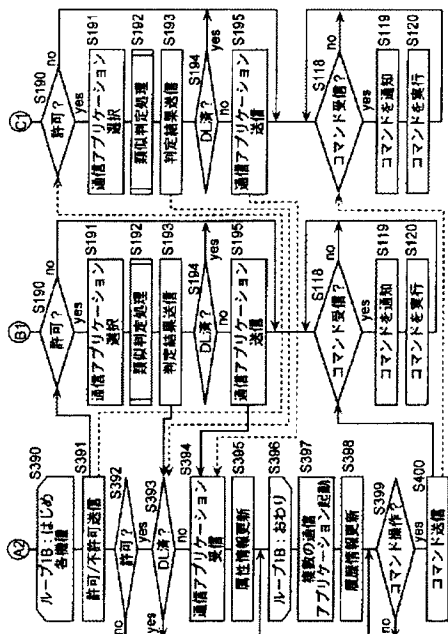 A2
S390
ループ1B:はじめ
各機種
S391
許可/不許可送信
S392
許可?
no
yes
S393
DL済?
yes
no
S394
通信アプリケーション
受信
S395
属性情報更新
S396
ループ1B:おわり
S397
複数の通信
アプリケーション起動
S398
履歴情報更新
S399
コマンド操作?
no
yes
S400
コマンド送信
B1
S190
許可?
no
yes
S191
通信アプリケーション
選択
S192
類似判定処理
S193
判定結果送信
S194
DL済?
yes
no
S195
通信アプリケーション
送信
S118
コマンド受信?
no
yes
S119
コマンドを通知
S120
コマンドを実行
C1
S190
許可?
no
yes
S191
通信アプリケーション
選択
S192
類似判定処理
S193
判定結果送信
S194
DL済?
yes
no
S195
通信アプリケーション
送信
S118
コマンド受信?
no
yes
S119
コマンドを通知
S120
コマンドを実行